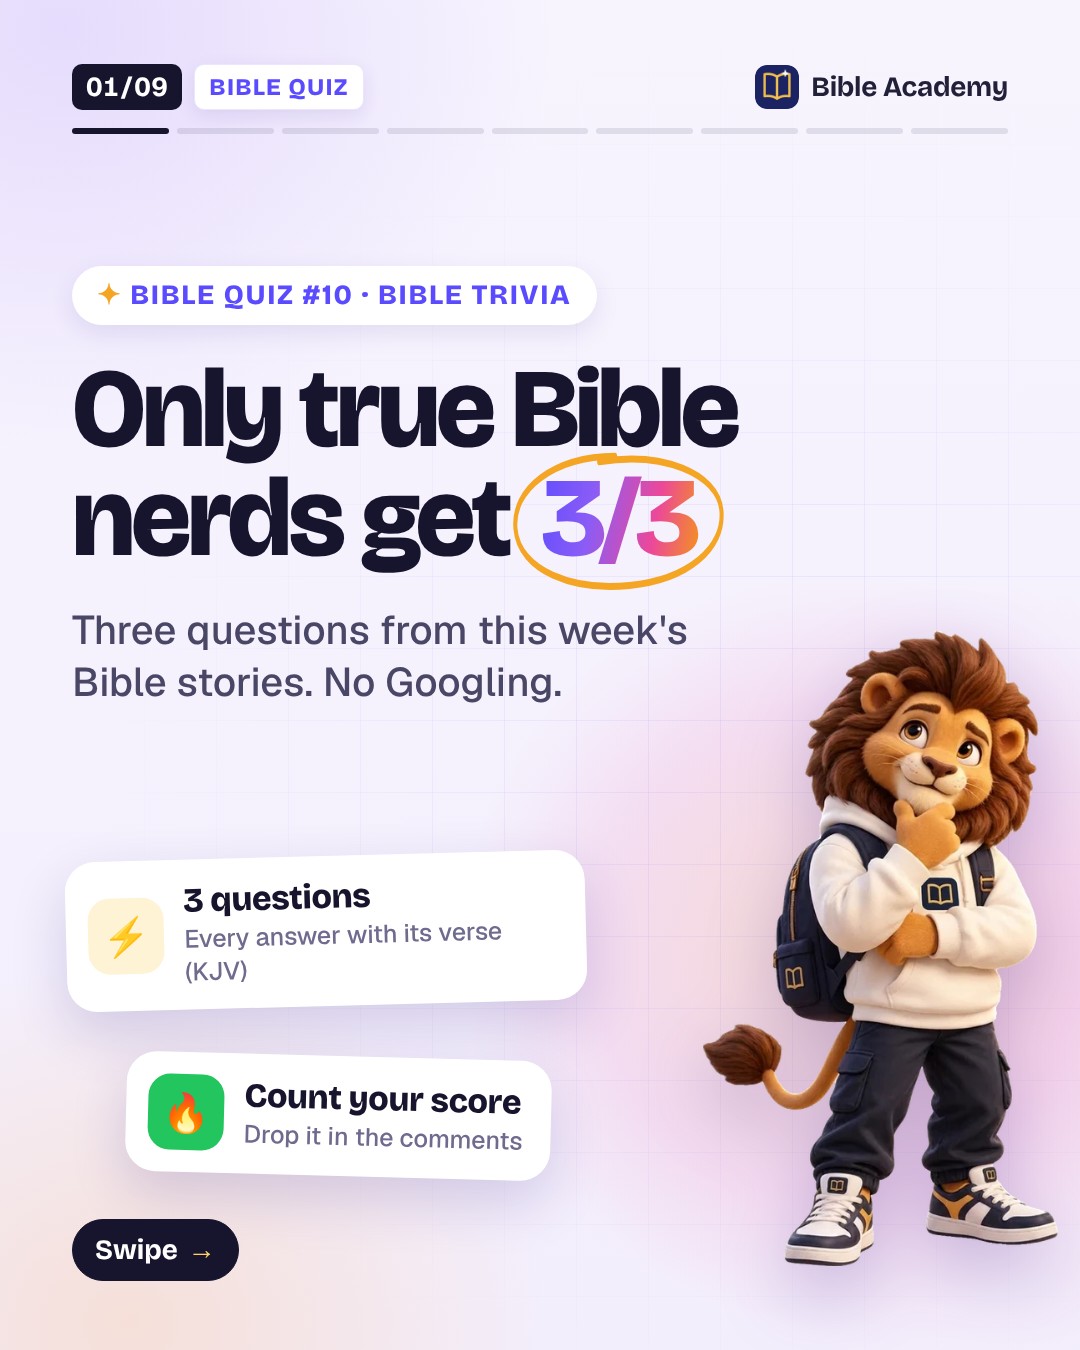 01/09
BIBLE QUIZ
Bible Academy
✦ BIBLE QUIZ #10 · BIBLE TRIVIA
Only true Bible
nerds get 3/3
Three questions from this week's
Bible stories. No Googling.
3 questions
Every answer with its verse
(KJV)
Count your score
Drop it in the comments
Swipe →